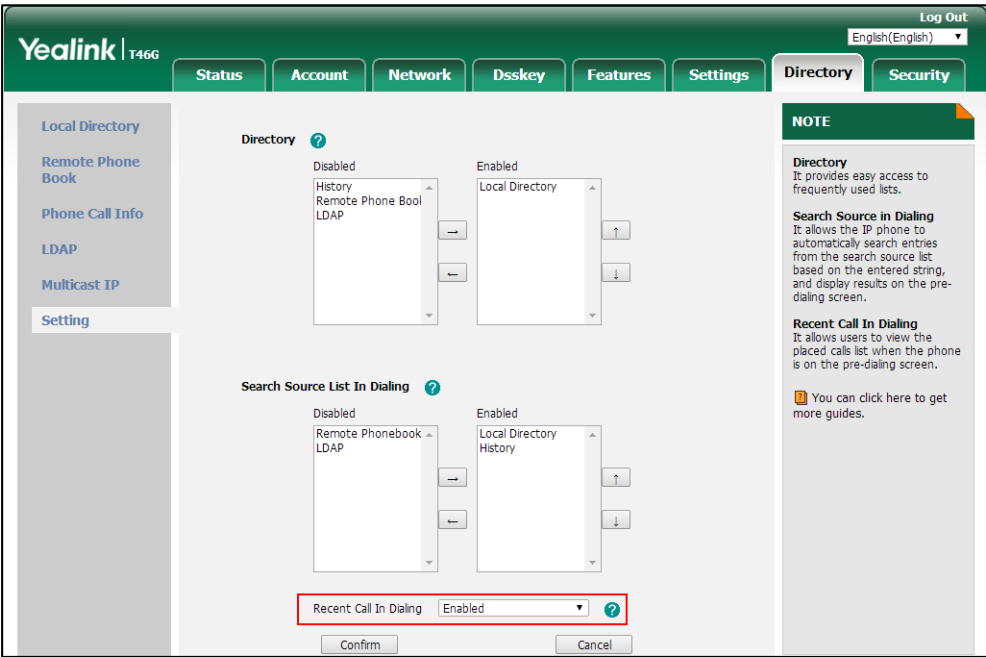 Log Out
Yealink | T46G
English(English)
Status Account Network Dsskey Features Settings Directory Security
Local Directory
Remote Phone
Book
Phone Call Info
LDAP
Multicast IP
Setting
Directory ?
Disabled Enabled
History
Remote Phone Bool
LDAP
Local Directory
→
←
↑
↓
Search Source List In Dialing ?
Disabled Enabled
Remote Phonebook
LDAP
Local Directory
History
→
←
↑
↓
Recent Call In Dialing Enabled ?
Confirm Cancel
NOTE
Directory
It provides easy access to
frequently used lists.
Search Source in Dialing
It allows the IP phone to
automatically search entries
from the search source list
based on the entered string,
and display results on the pre-
dialing screen.
Recent Call In Dialing
It allows users to view the
placed calls list when the phone
is on the pre-dialing screen.
? You can click here to get
more guides.